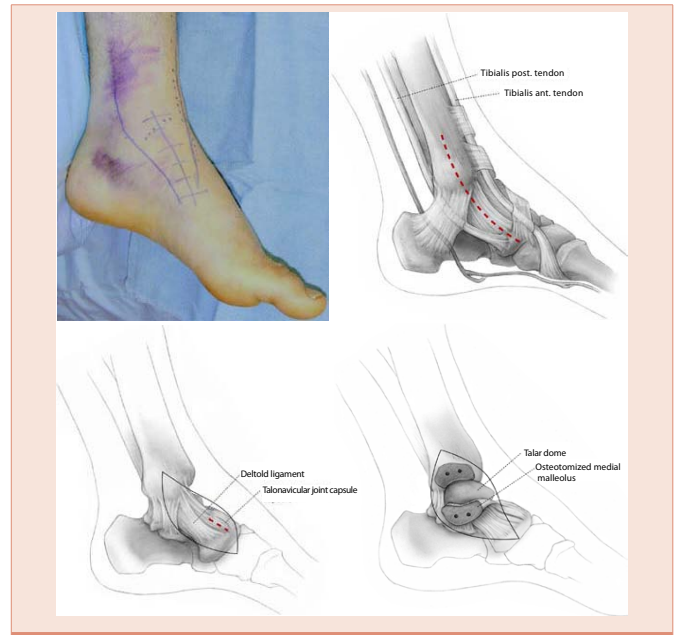 Tibialis post. tendon
Tibialis ant. tendon
Deltold ligament
Talonavicular joint capsule
Talar dome
Osteotomized medial
malleolus